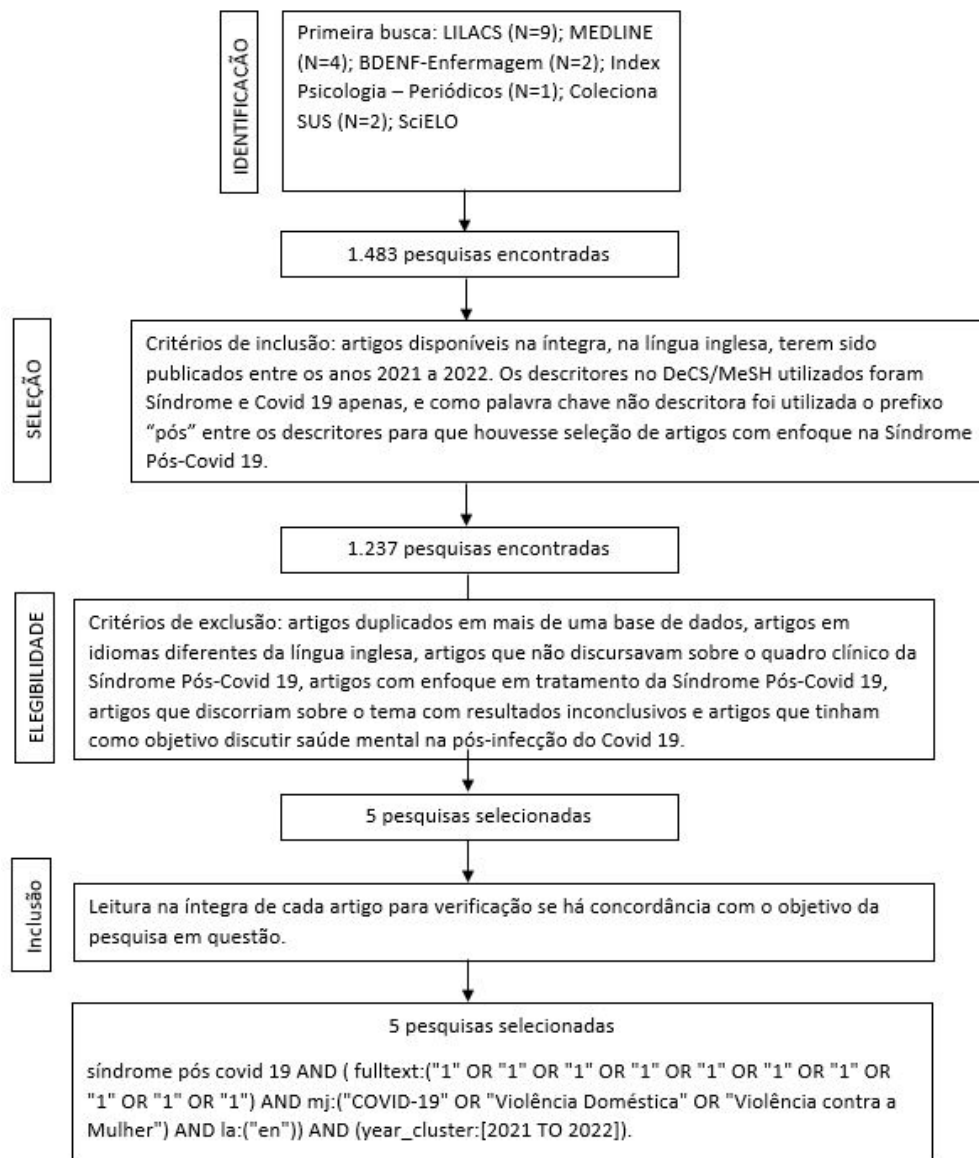 IDENTIFICAÇÃO
Primeira busca: LILACS (N=9); MEDLINE
(N=4); BDENF-Enfermagem (N=2); Index
Psicologia – Periódicos (N=1); Coleciona
SUS (N=2); SciELO
1.483 pesquisas encontradas
SELEÇÃO
Critérios de inclusão: artigos disponíveis na íntegra, na língua inglesa, terem sido
publicados entre os anos 2021 a 2022. Os descritores no DeCS/MeSH utilizados foram
Síndrome e Covid 19 apenas, e como palavra chave não descritora foi utilizada o prefixo
“pós” entre os descritores para que houvesse seleção de artigos com enfoque na Síndrome
Pós-Covid 19.
1.237 pesquisas encontradas
ELEGIBILIDADE
Critérios de exclusão: artigos duplicados em mais de uma base de dados, artigos em
idiomas diferentes da língua inglesa, artigos que não discursavam sobre o quadro clínico da
Síndrome Pós-Covid 19, artigos com enfoque em tratamento da Síndrome Pós-Covid 19,
artigos que discorriam sobre o tema com resultados inconclusivos e artigos que tinham
como objetivo discutir saúde mental na pós-infecção do Covid 19.
5 pesquisas selecionadas
Inclusão
Leitura na íntegra de cada artigo para verificação se há concordância com o objetivo da
pesquisa em questão.
5 pesquisas selecionadas
síndrome pós covid 19 AND ( fulltext:("1" OR "1" OR "1" OR "1" OR "1" OR "1" OR "1" OR
"1" OR "1" OR "1") AND mj:("COVID-19" OR "Violência Doméstica" OR "Violência contra a
Mulher") AND la:("en")) AND (year_cluster:[2021 TO 2022]).